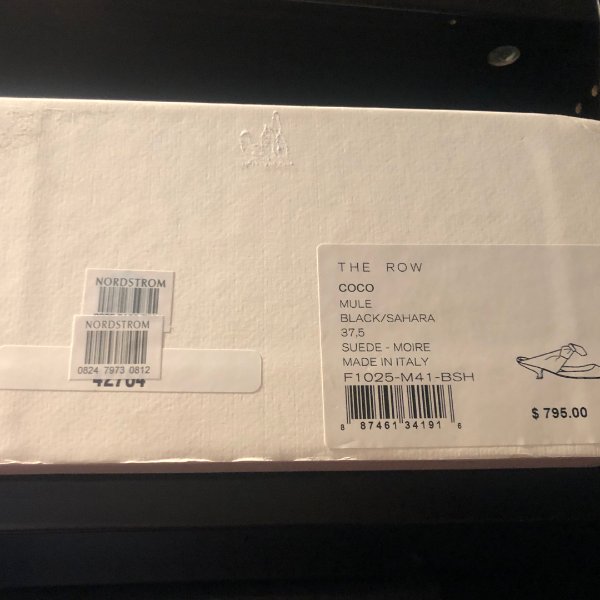 NORDSTROM
NORDSTROM
0824 7973 0812
42704
THE ROW
COCO
MULE
BLACK/SAHARA
37,5
SUEDE - MOIRE
MADE IN ITALY
F1025-M41-BSH
8 87461 34191 6
$ 795.00